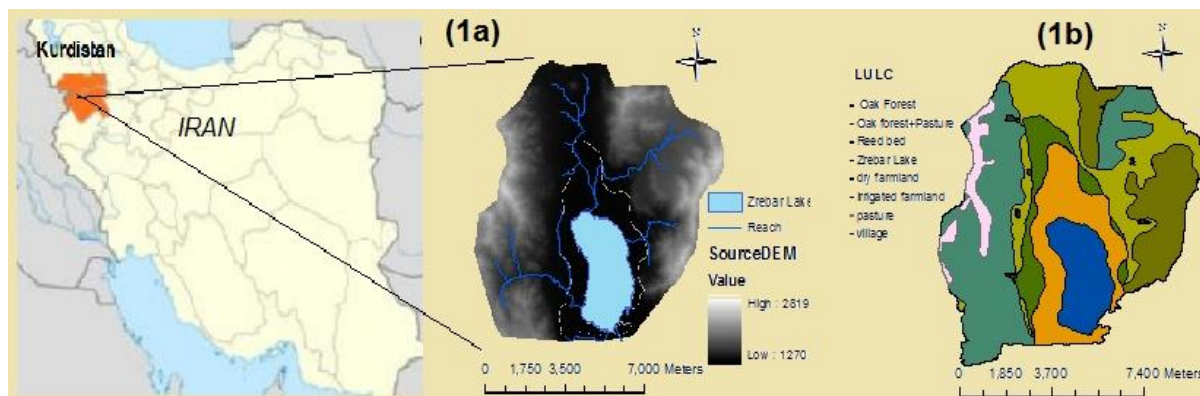 Kurdistan
IRAN
(1a)
N
Zrebar Lake
Reach
SourceDEM
Value
High : 2819
Low : 1270
0 1,750 3,500 7,000 Meters
(1b)
N
LULC
Oak Forest
Oak forest+Pasture
Reed bed
Zrebar Lake
dry farmland
Irrigated farmland
pasture
village
0 1,850 3,700 7,400 Meters